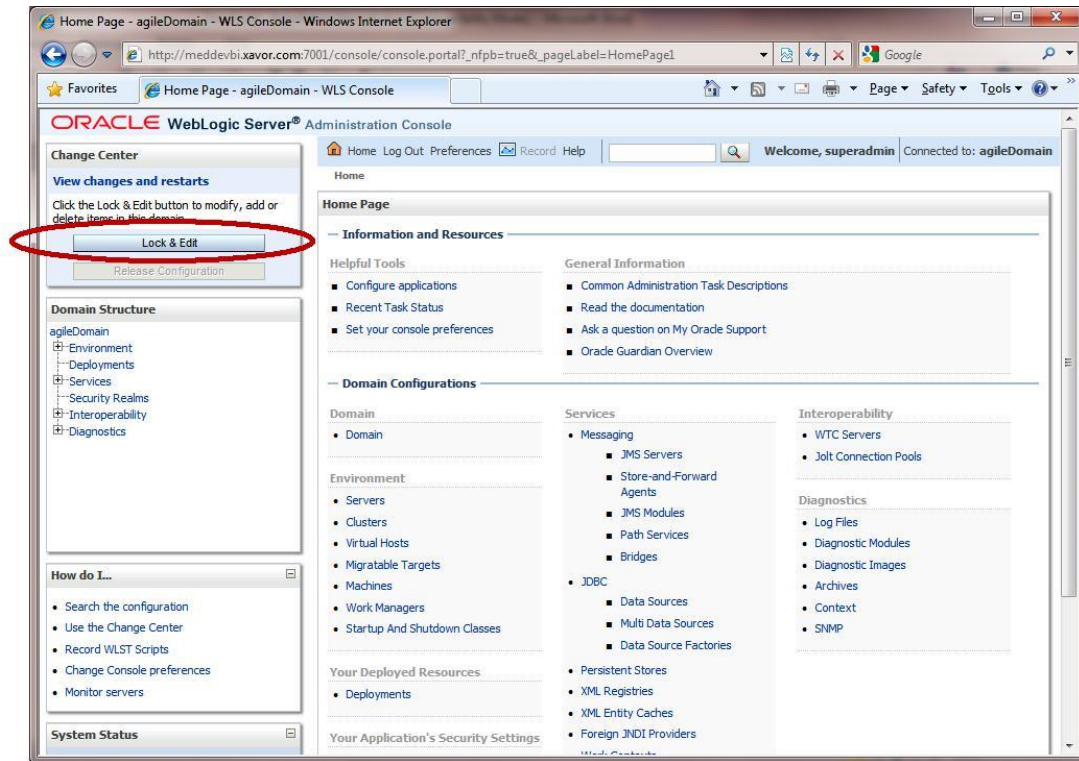 Home Page - agileDomain - WLS Console - Windows Internet Explorer
http://meddevbi.xavor.com:7001/console/console.portal?_nfpb=true&_pageLabel=HomePage1
Google
Favorites
Home Page - agileDomain - WLS Console
Page
Safety
Tools
ORACLE WebLogic Server® Administration Console
Change Center
View changes and restarts
Click the Lock & Edit button to modify, add or
delete items in this domain.
Lock & Edit
Release Configuration
Domain Structure
agileDomain
Environment
Deployments
Services
Security Realms
Interoperability
Diagnostics
How do I...
Search the configuration
Use the Change Center
Record WLST Scripts
Change Console preferences
Monitor servers
System Status
Home Log Out Preferences Record Help
Welcome, superadmin Connected to: agileDomain
Home
Home Page
Information and Resources
Helpful Tools
Configure applications
Recent Task Status
Set your console preferences
General Information
Common Administration Task Descriptions
Read the documentation
Ask a question on My Oracle Support
Oracle Guardian Overview
Domain Configurations
Domain
Domain
Environment
Servers
Clusters
Virtual Hosts
Migratable Targets
Machines
Work Managers
Startup And Shutdown Classes
Your Deployed Resources
Deployments
Your Application's Security Settings
Services
Messaging
JMS Servers
Store-and-Forward
Agents
JMS Modules
Path Services
Bridges
JDBC
Data Sources
Multi Data Sources
Data Source Factories
Persistent Stores
XML Registries
XML Entity Caches
Foreign JNDI Providers
Work Contexts
Interoperability
WTC Servers
Jolt Connection Pools
Diagnostics
Log Files
Diagnostic Modules
Diagnostic Images
Archives
Context
SNMP